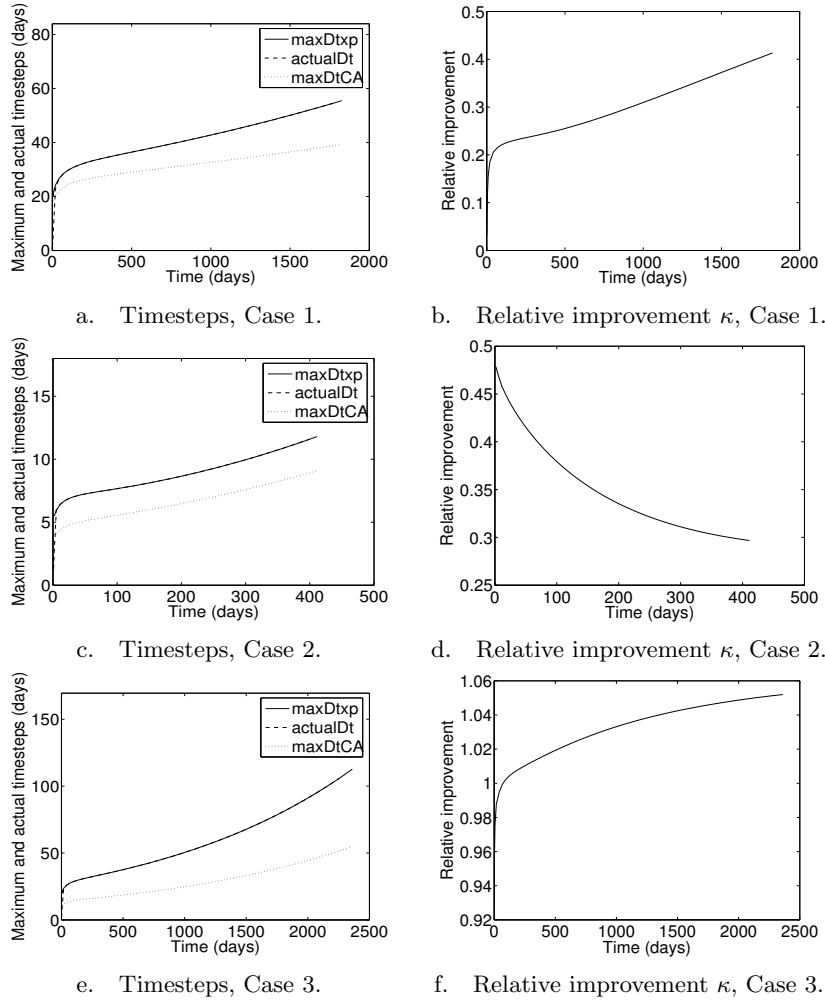 Maximum and actual timesteps (days)
80
60
40
20
0
0 500 1000 1500 2000
Time (days)
maxDtxp
actualDt
maxDtCA
a. Timesteps, Case 1.
Relative improvement
0.5
0.4
0.3
0.2
0.1
0
0 500 1000 1500 2000
Time (days)
b. Relative improvement κ, Case 1.
Maximum and actual timesteps (days)
15
10
5
0
0 100 200 300 400 500
Time (days)
maxDtxp
actualDt
maxDtCA
c. Timesteps, Case 2.
Relative improvement
0.5
0.45
0.4
0.35
0.3
0.25
0 100 200 300 400 500
Time (days)
d. Relative improvement κ, Case 2.
Maximum and actual timesteps (days)
150
100
50
0
0 500 1000 1500 2000 2500
Time (days)
maxDtxp
actualDt
maxDtCA
e. Timesteps, Case 3.
Relative improvement
1.06
1.04
1.02
1
0.98
0.96
0.94
0.92
0 500 1000 1500 2000 2500
Time (days)
f. Relative improvement κ, Case 3.